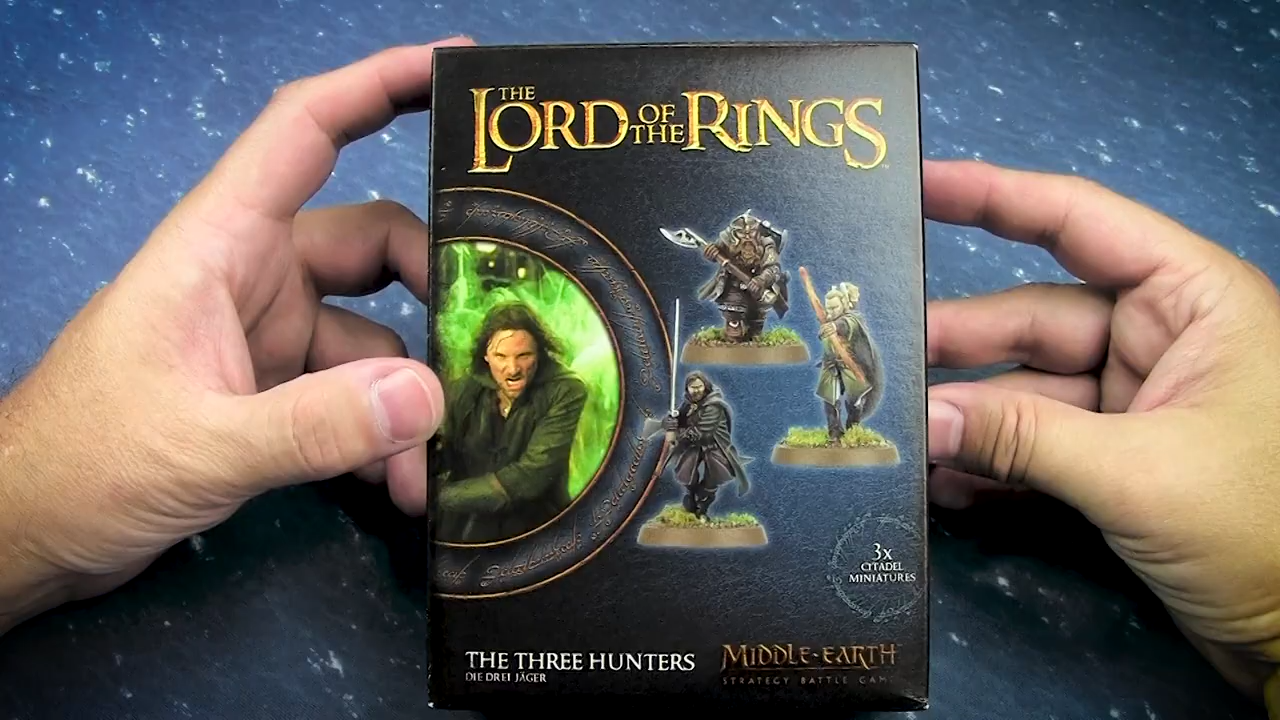 THE
LORD OF THE RINGS
3x
CITADEL
MINIATURES
THE THREE HUNTERS
DIE DREI JÄGER
MIDDLE-EARTH
STRATEGY BATTLE GAME